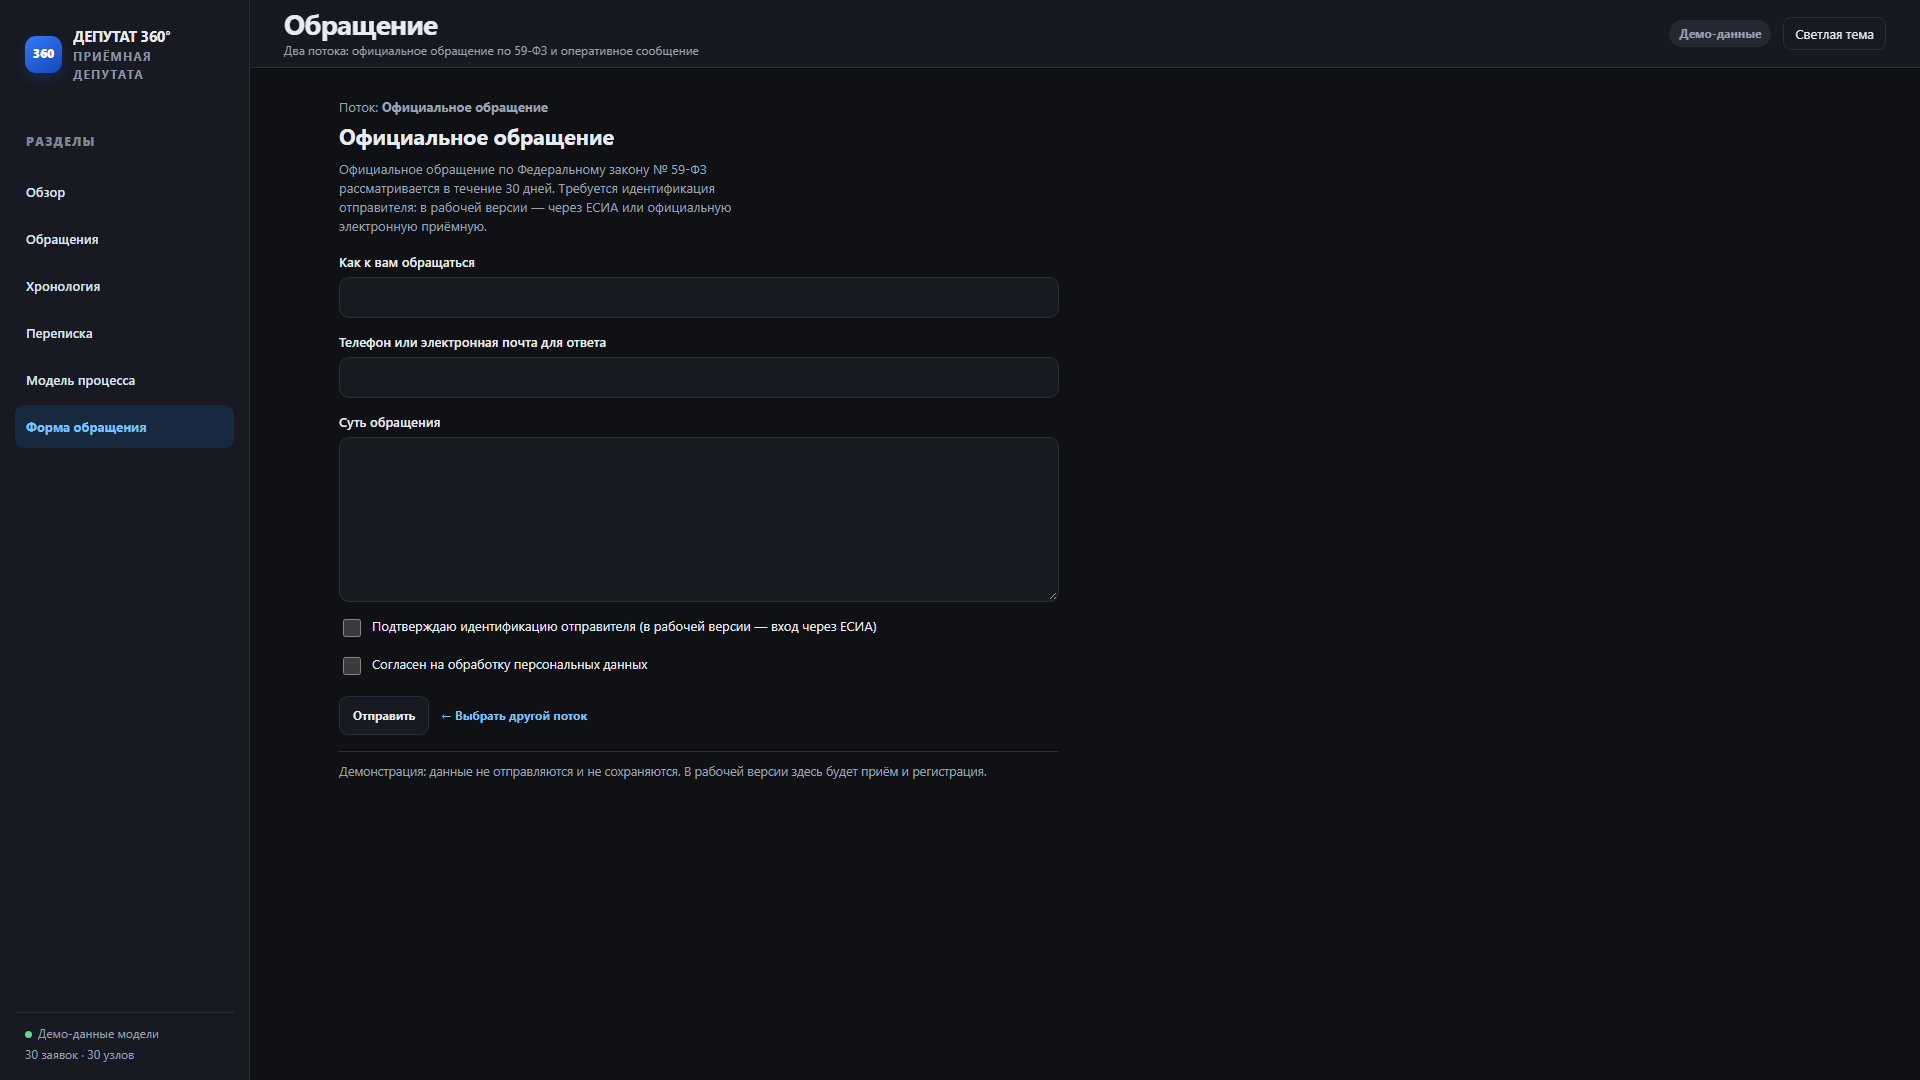 360
ДЕПУТАТ 360°
ПРИЁМНАЯ
ДЕПУТАТА
РАЗДЕЛЫ
Обзор
Обращения
Хронология
Переписка
Модель процесса
Форма обращения
Демо-данные модели
30 заявок · 30 узлов
Обращение
Два потока: официальное обращение по 59-ФЗ и оперативное сообщение
Демо-данные
Светлая тема
Поток: Официальное обращение
Официальное обращение
Официальное обращение по Федеральному закону № 59-ФЗ
рассматривается в течение 30 дней. Требуется идентификация
отправителя: в рабочей версии — через ЕСИА или официальную
электронную приёмную.
Как к вам обращаться
Телефон или электронная почта для ответа
Суть обращения
Подтверждаю идентификацию отправителя (в рабочей версии — вход через ЕСИА)
Согласен на обработку персональных данных
Отправить
← Выбрать другой поток
Демонстрация: данные не отправляются и не сохраняются. В рабочей версии здесь будет приём и регистрация.